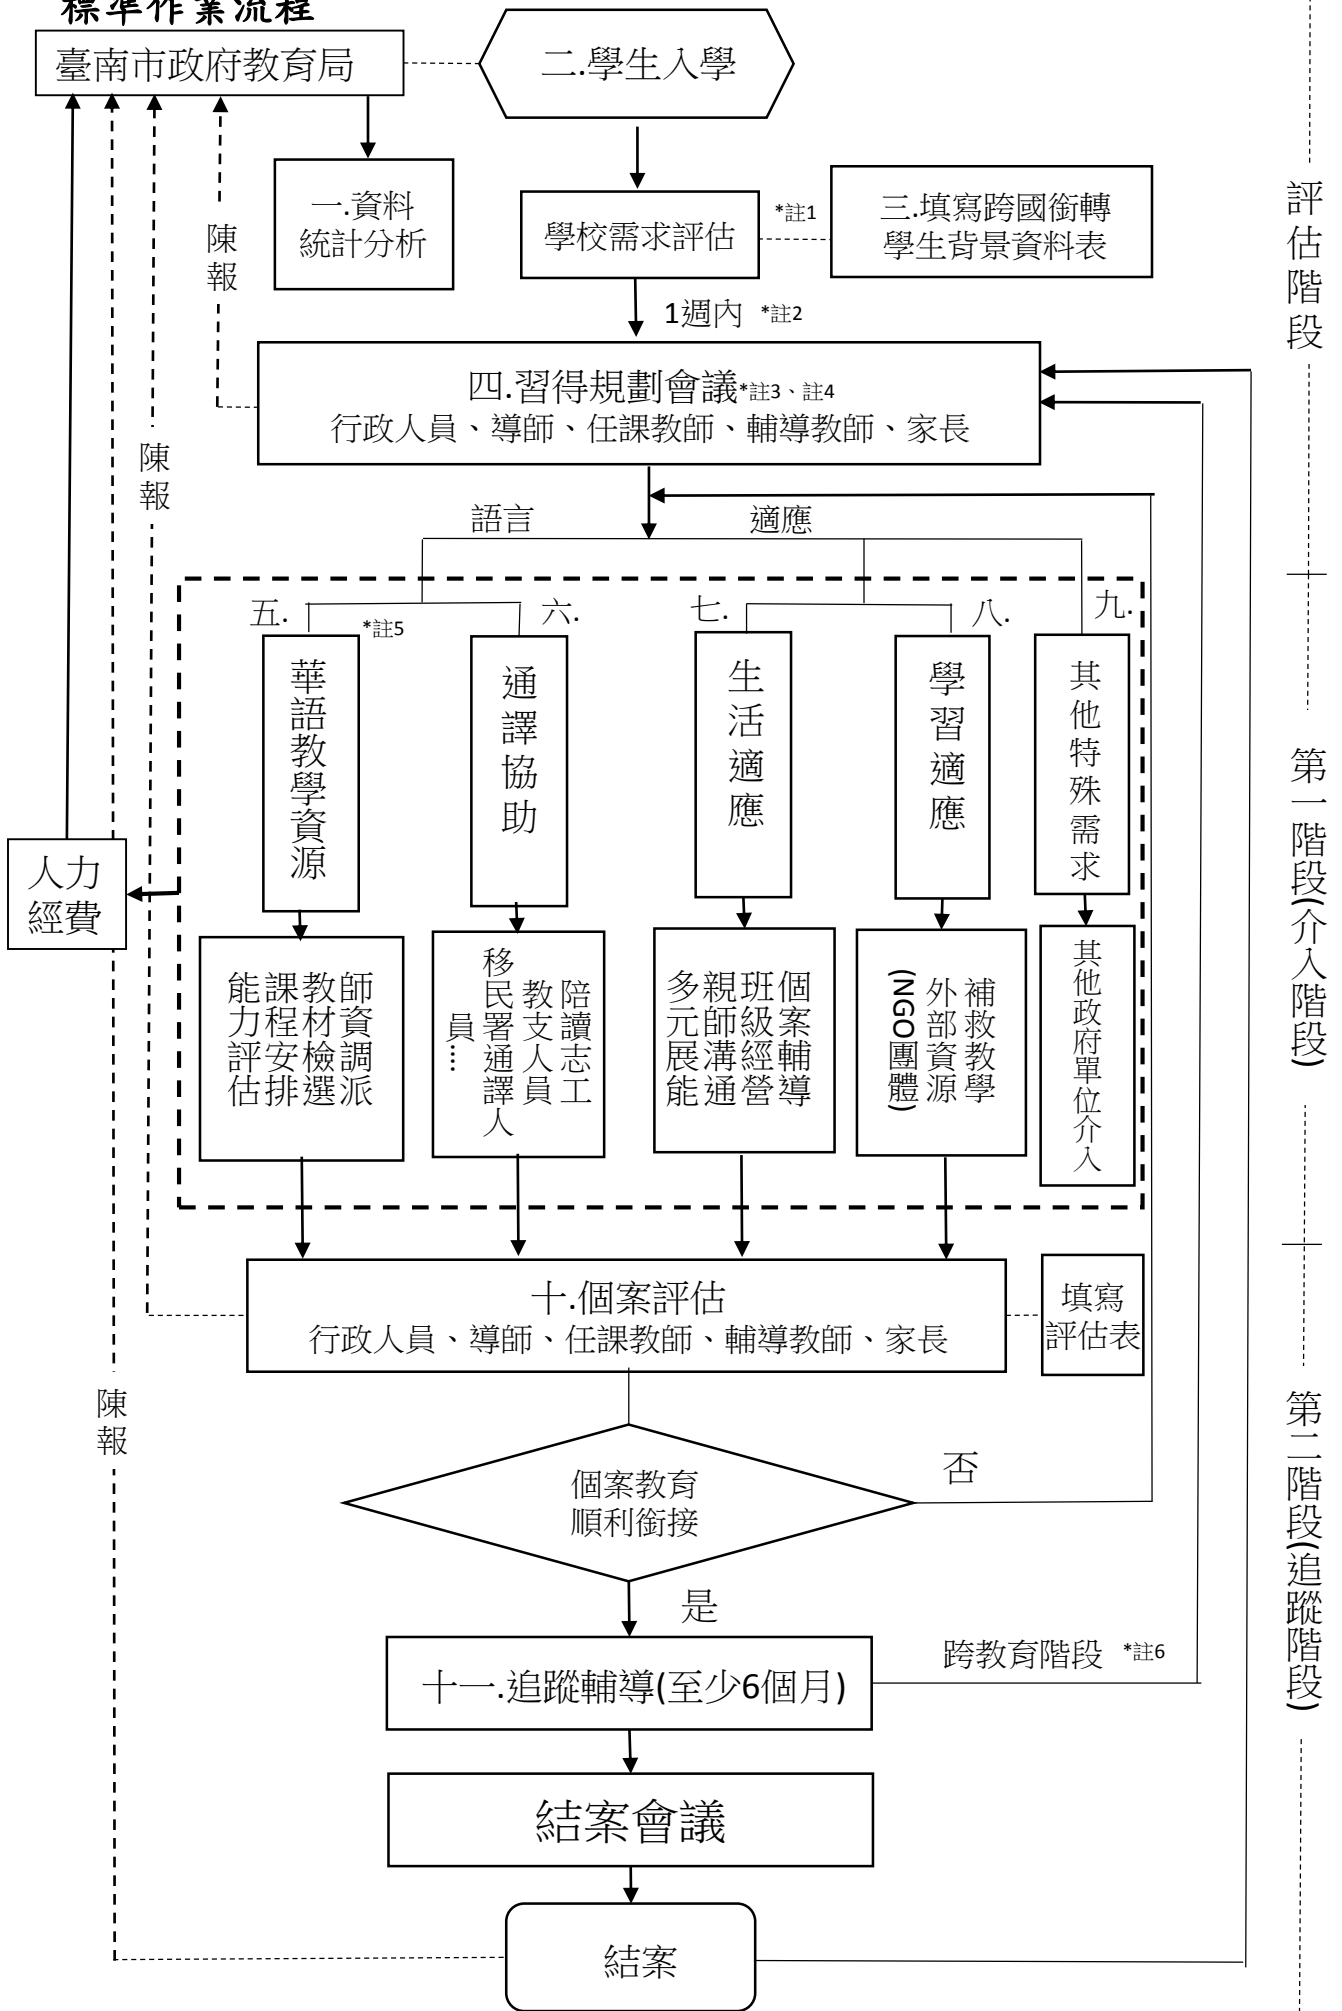 標準作業流程
臺南市政府教育局
二.學生入學
一.資料
統計分析
學校需求評估
*註1
三.填寫跨國銜轉
學生背景資料表
陳報
1週內 *註2
四.習得規劃會議*註3、註4
行政人員、導師、任課教師、輔導教師、家長
陳報
語言
適應
五.
*註5
六.
七.
八.
九.
華語教學資源
通譯協助
生活適應
學習適應
其他特殊需求
人力
經費
師資調派
教材檢選
課程安排
能力評估
陪讀志工
教支人員
移民署通譯人
員....
個案輔導
班級經營
親師溝通
多元展能
補救教學
外部資源
(NGO團體)
其他政府單位介入
十.個案評估
行政人員、導師、任課教師、輔導教師、家長
填寫
評估表
陳報
個案教育
順利銜接
否
是
十一.追蹤輔導(至少6個月)
跨教育階段 *註6
結案會議
結案
評估階段
第一階段(介入階段)
第二階段(追蹤階段)